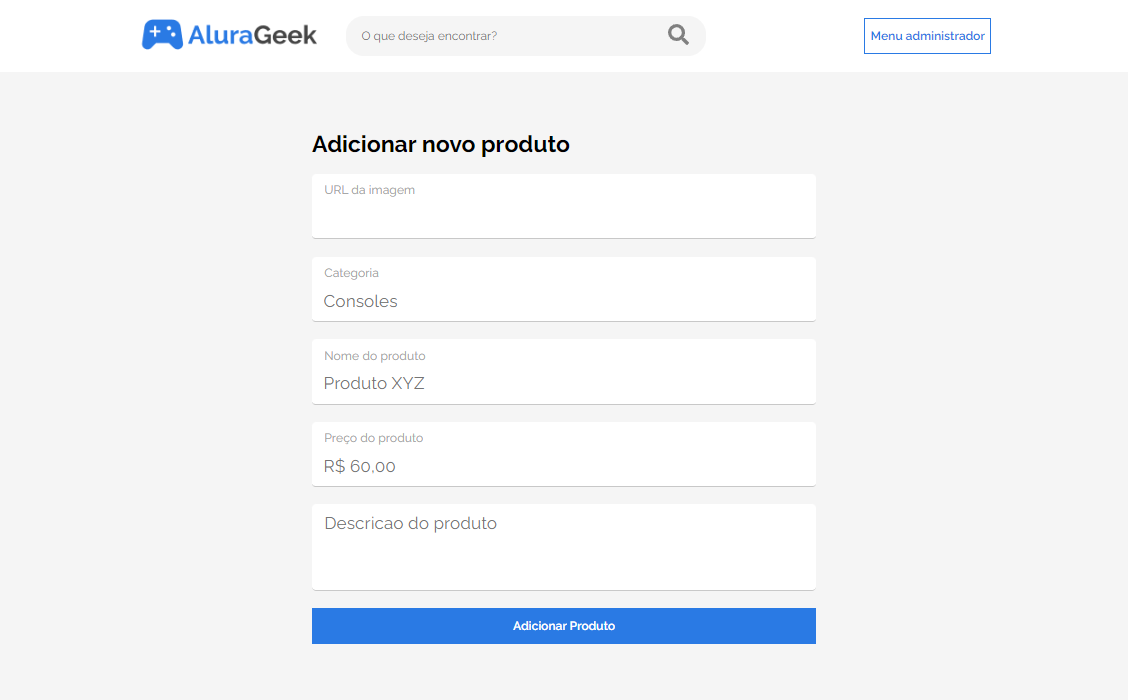 AluraGeek
O que deseja encontrar?
Menu administrador
Adicionar novo produto
URL da imagem
Categoria
Consoles
Nome do produto
Produto XYZ
Preço do produto
R$ 60,00
Descricao do produto
Adicionar Produto